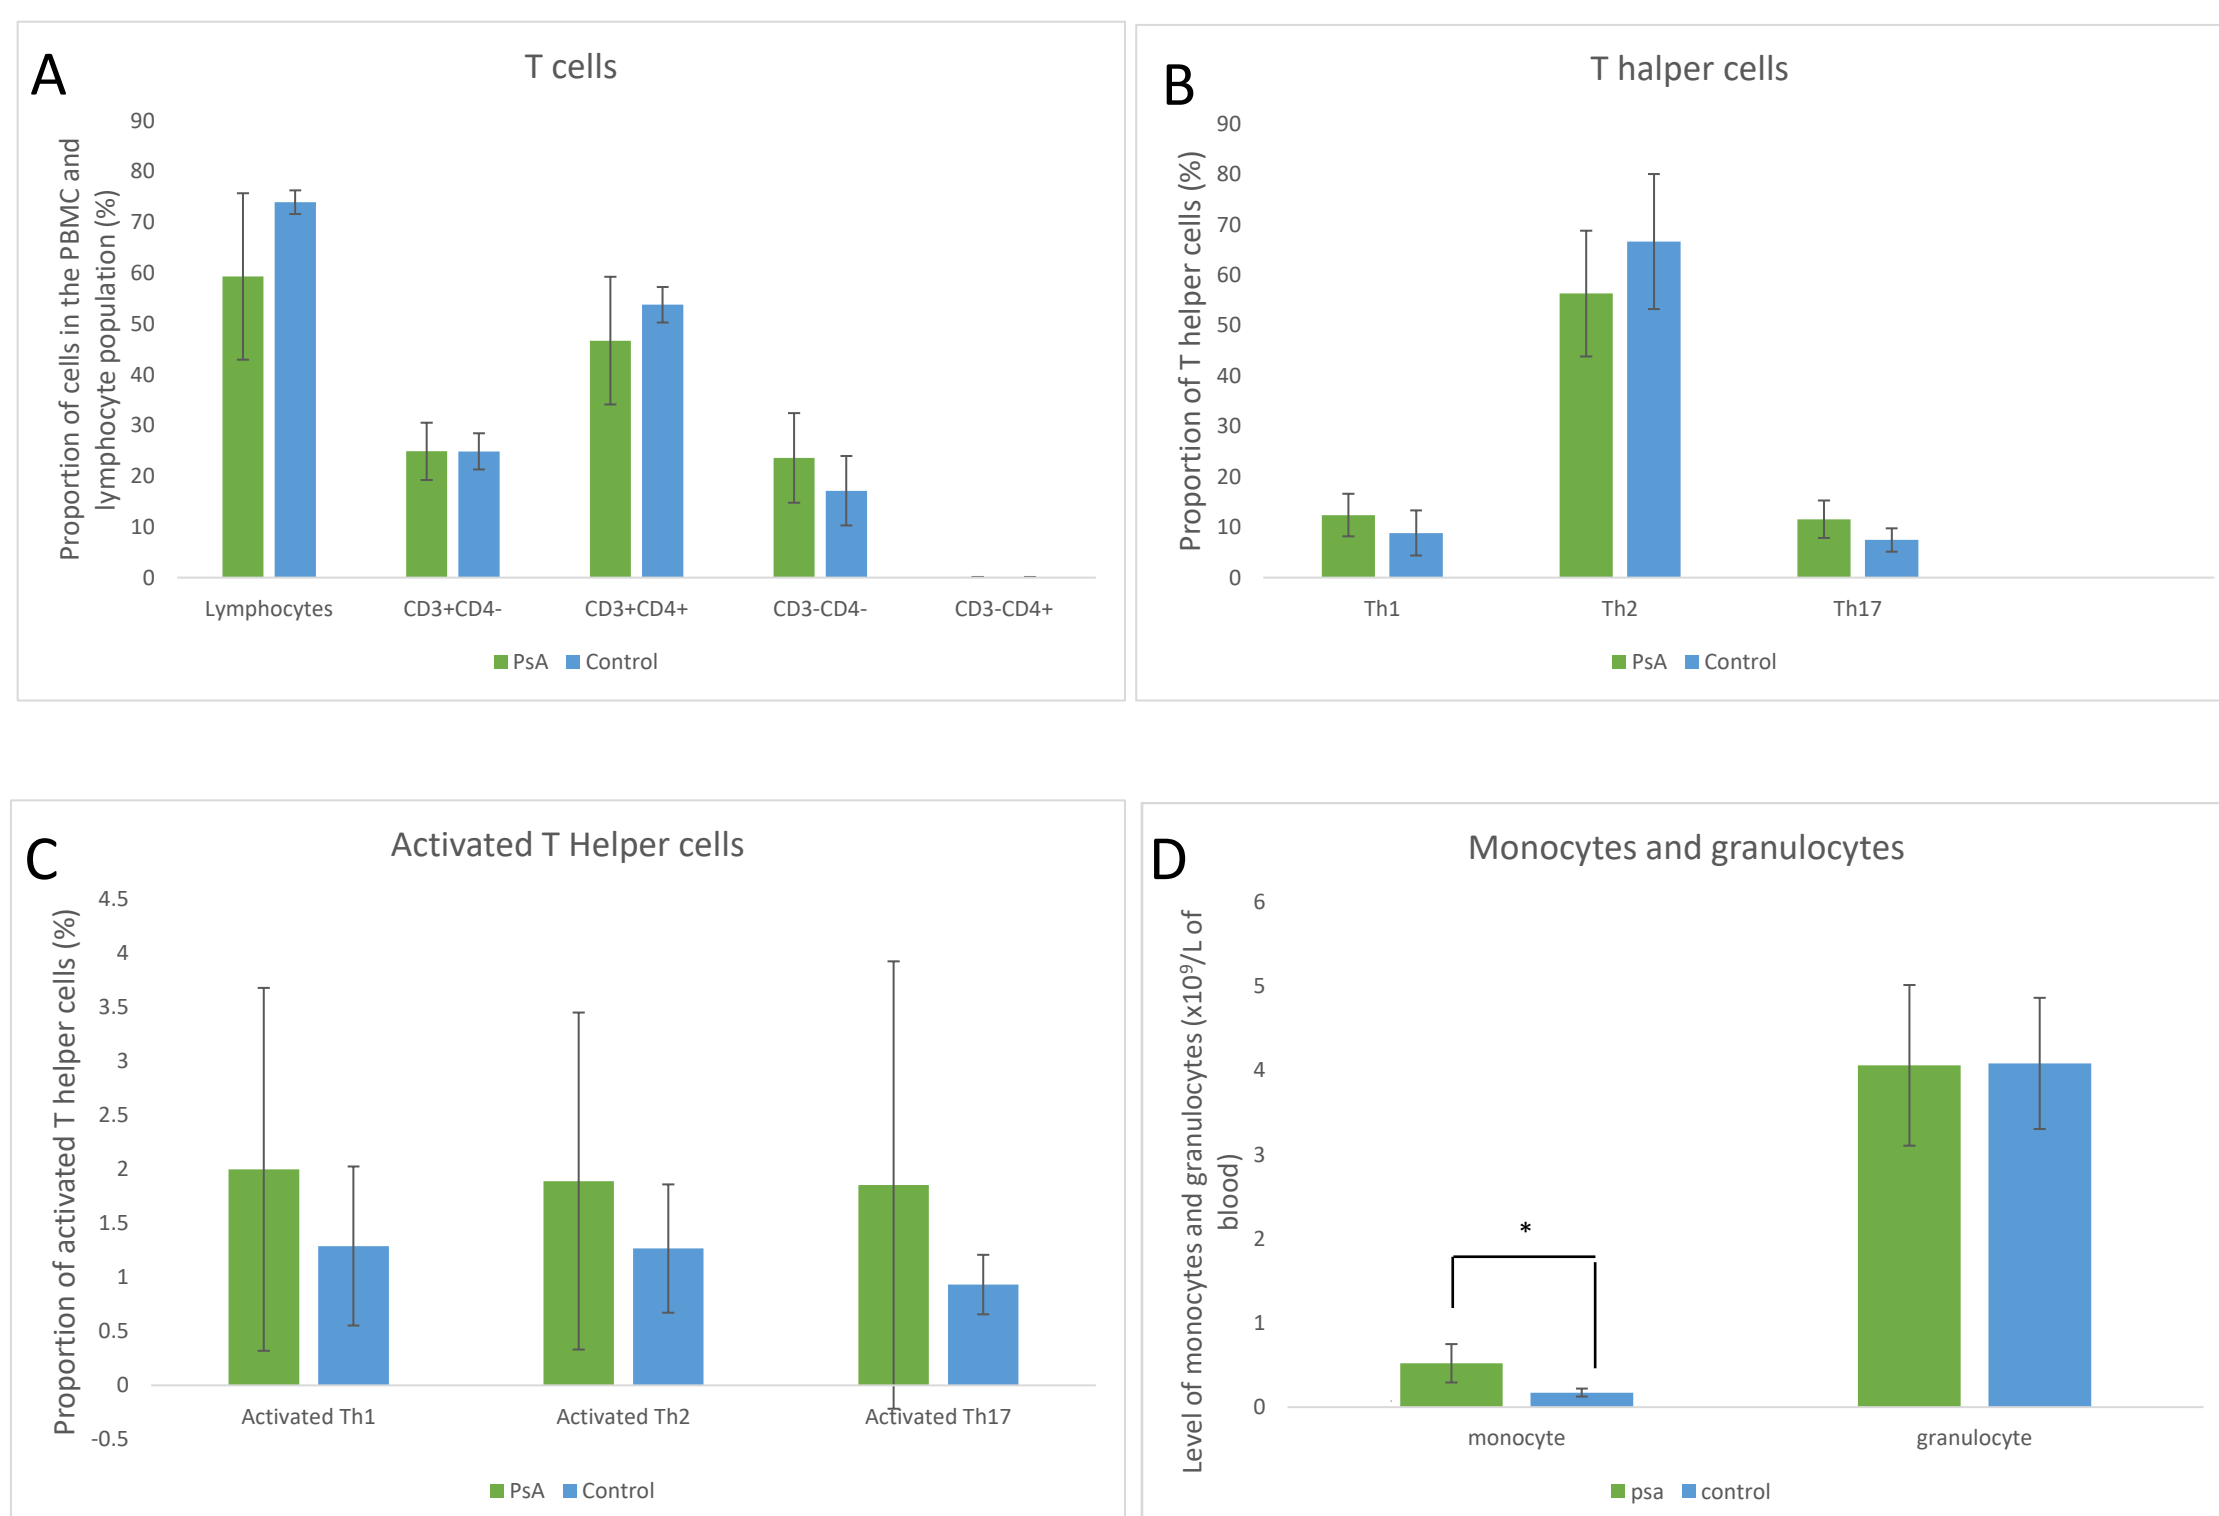 A
T cells
Proportion of cells in the PBMC and
lymphocyte population (%)
90
80
70
60
50
40
30
20
10
0
Lymphocytes CD3+CD4- CD3+CD4+ CD3-CD4- CD3-CD4+
PsA Control
B
T halper cells
Proportion of T helper cells (%)
90
80
70
60
50
40
30
20
10
0
Th1 Th2 Th17
PsA Control
C
Activated T Helper cells
Proportion of activated T helper cells (%)
4.5
4
3.5
3
2.5
2
1.5
1
0.5
0
-0.5
Activated Th1 Activated Th2 Activated Th17
PsA Control
D
Monocytes and granulocytes
Level of monocytes and granulocytes (x10⁹/L of
blood)
6
5
4
3
2
1
0
*
monocyte granulocyte
psa control